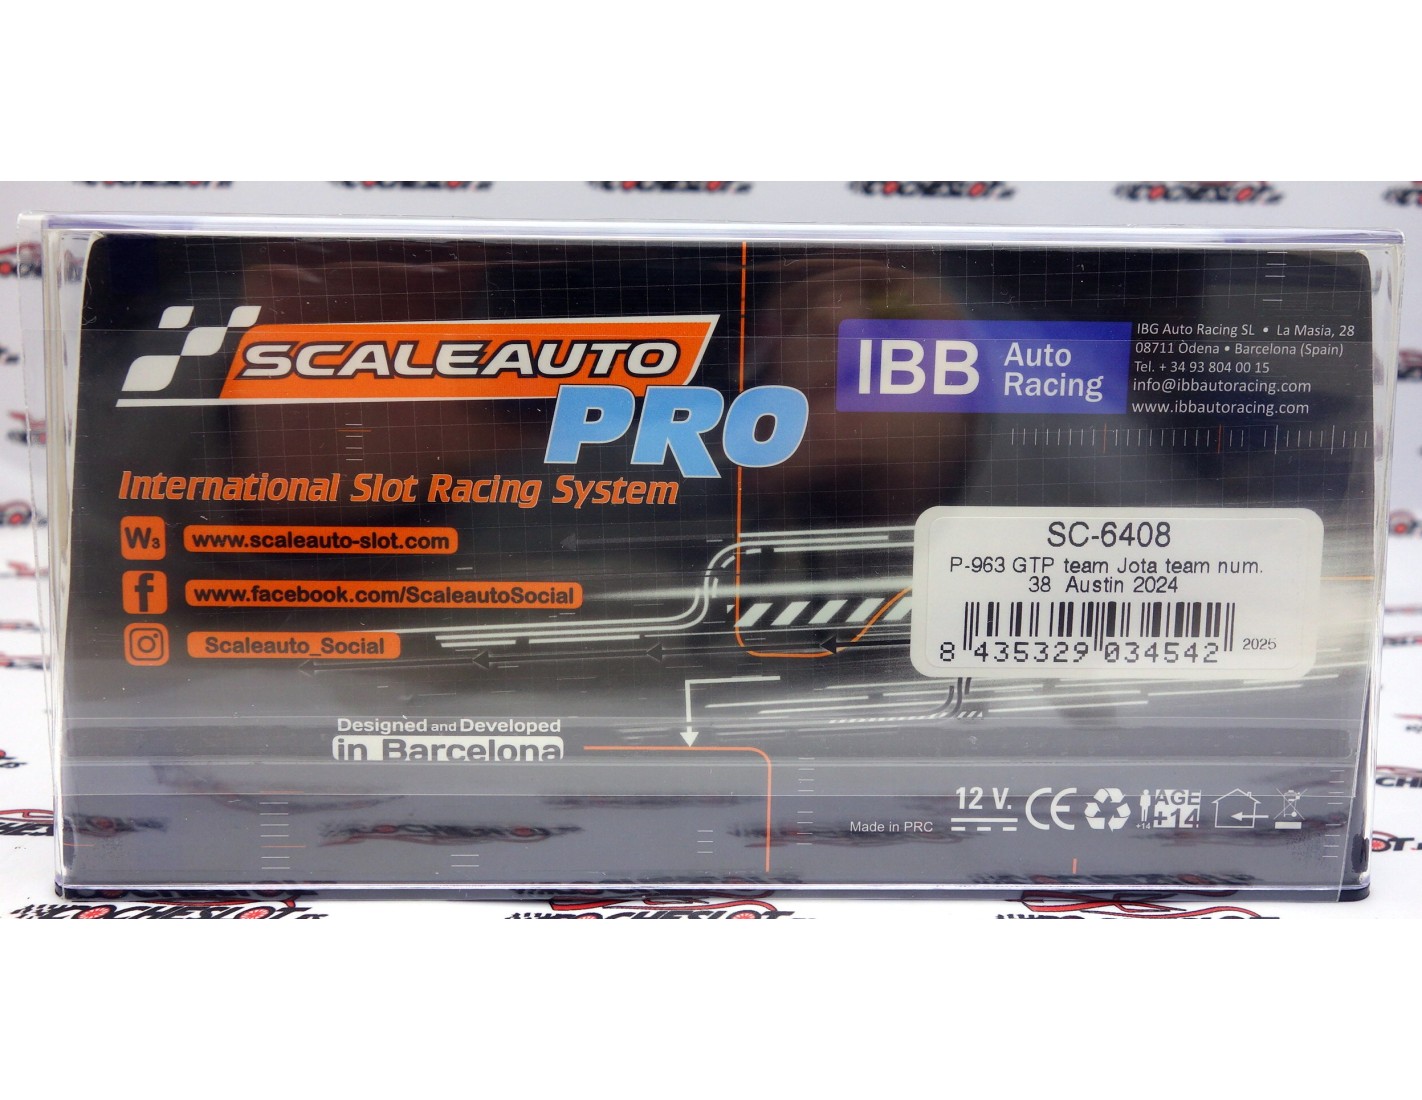 SCALEAUTO
PRO
International Slot Racing System
W3 www.scaleauto-slot.com
f www.facebook.com/ScaleautoSocial
Scaleauto_Social
Designed and Developed
in Barcelona
IBB Auto Racing
IBG Auto Racing SL • La Masia, 28
08711 Òdena • Barcelona (Spain)
Tel. + 34 93 804 00 15
info@ibbautoracing.com
www.ibbautoracing.com
SC-6408
P-963 GTP team Jota team num.
38 Austin 2024
8 435329 034542 2025
Made in PRC
12 V.
CE
AGE
+14
+14
COCHESLOT.ES